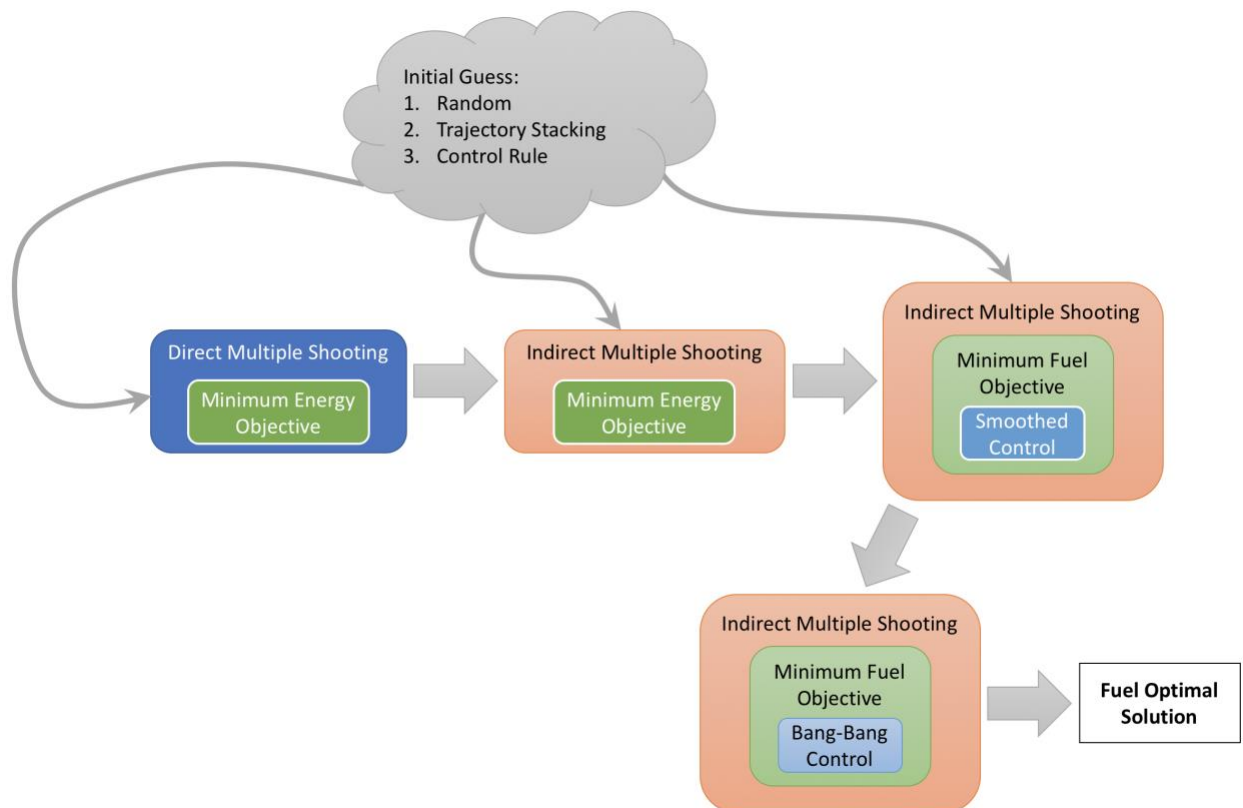 Initial Guess:
1. Random
2. Trajectory Stacking
3. Control Rule
Direct Multiple Shooting
Minimum Energy
Objective
Indirect Multiple Shooting
Minimum Energy
Objective
Indirect Multiple Shooting
Minimum Fuel
Objective
Smoothed
Control
Indirect Multiple Shooting
Minimum Fuel
Objective
Bang-Bang
Control
Fuel Optimal
Solution